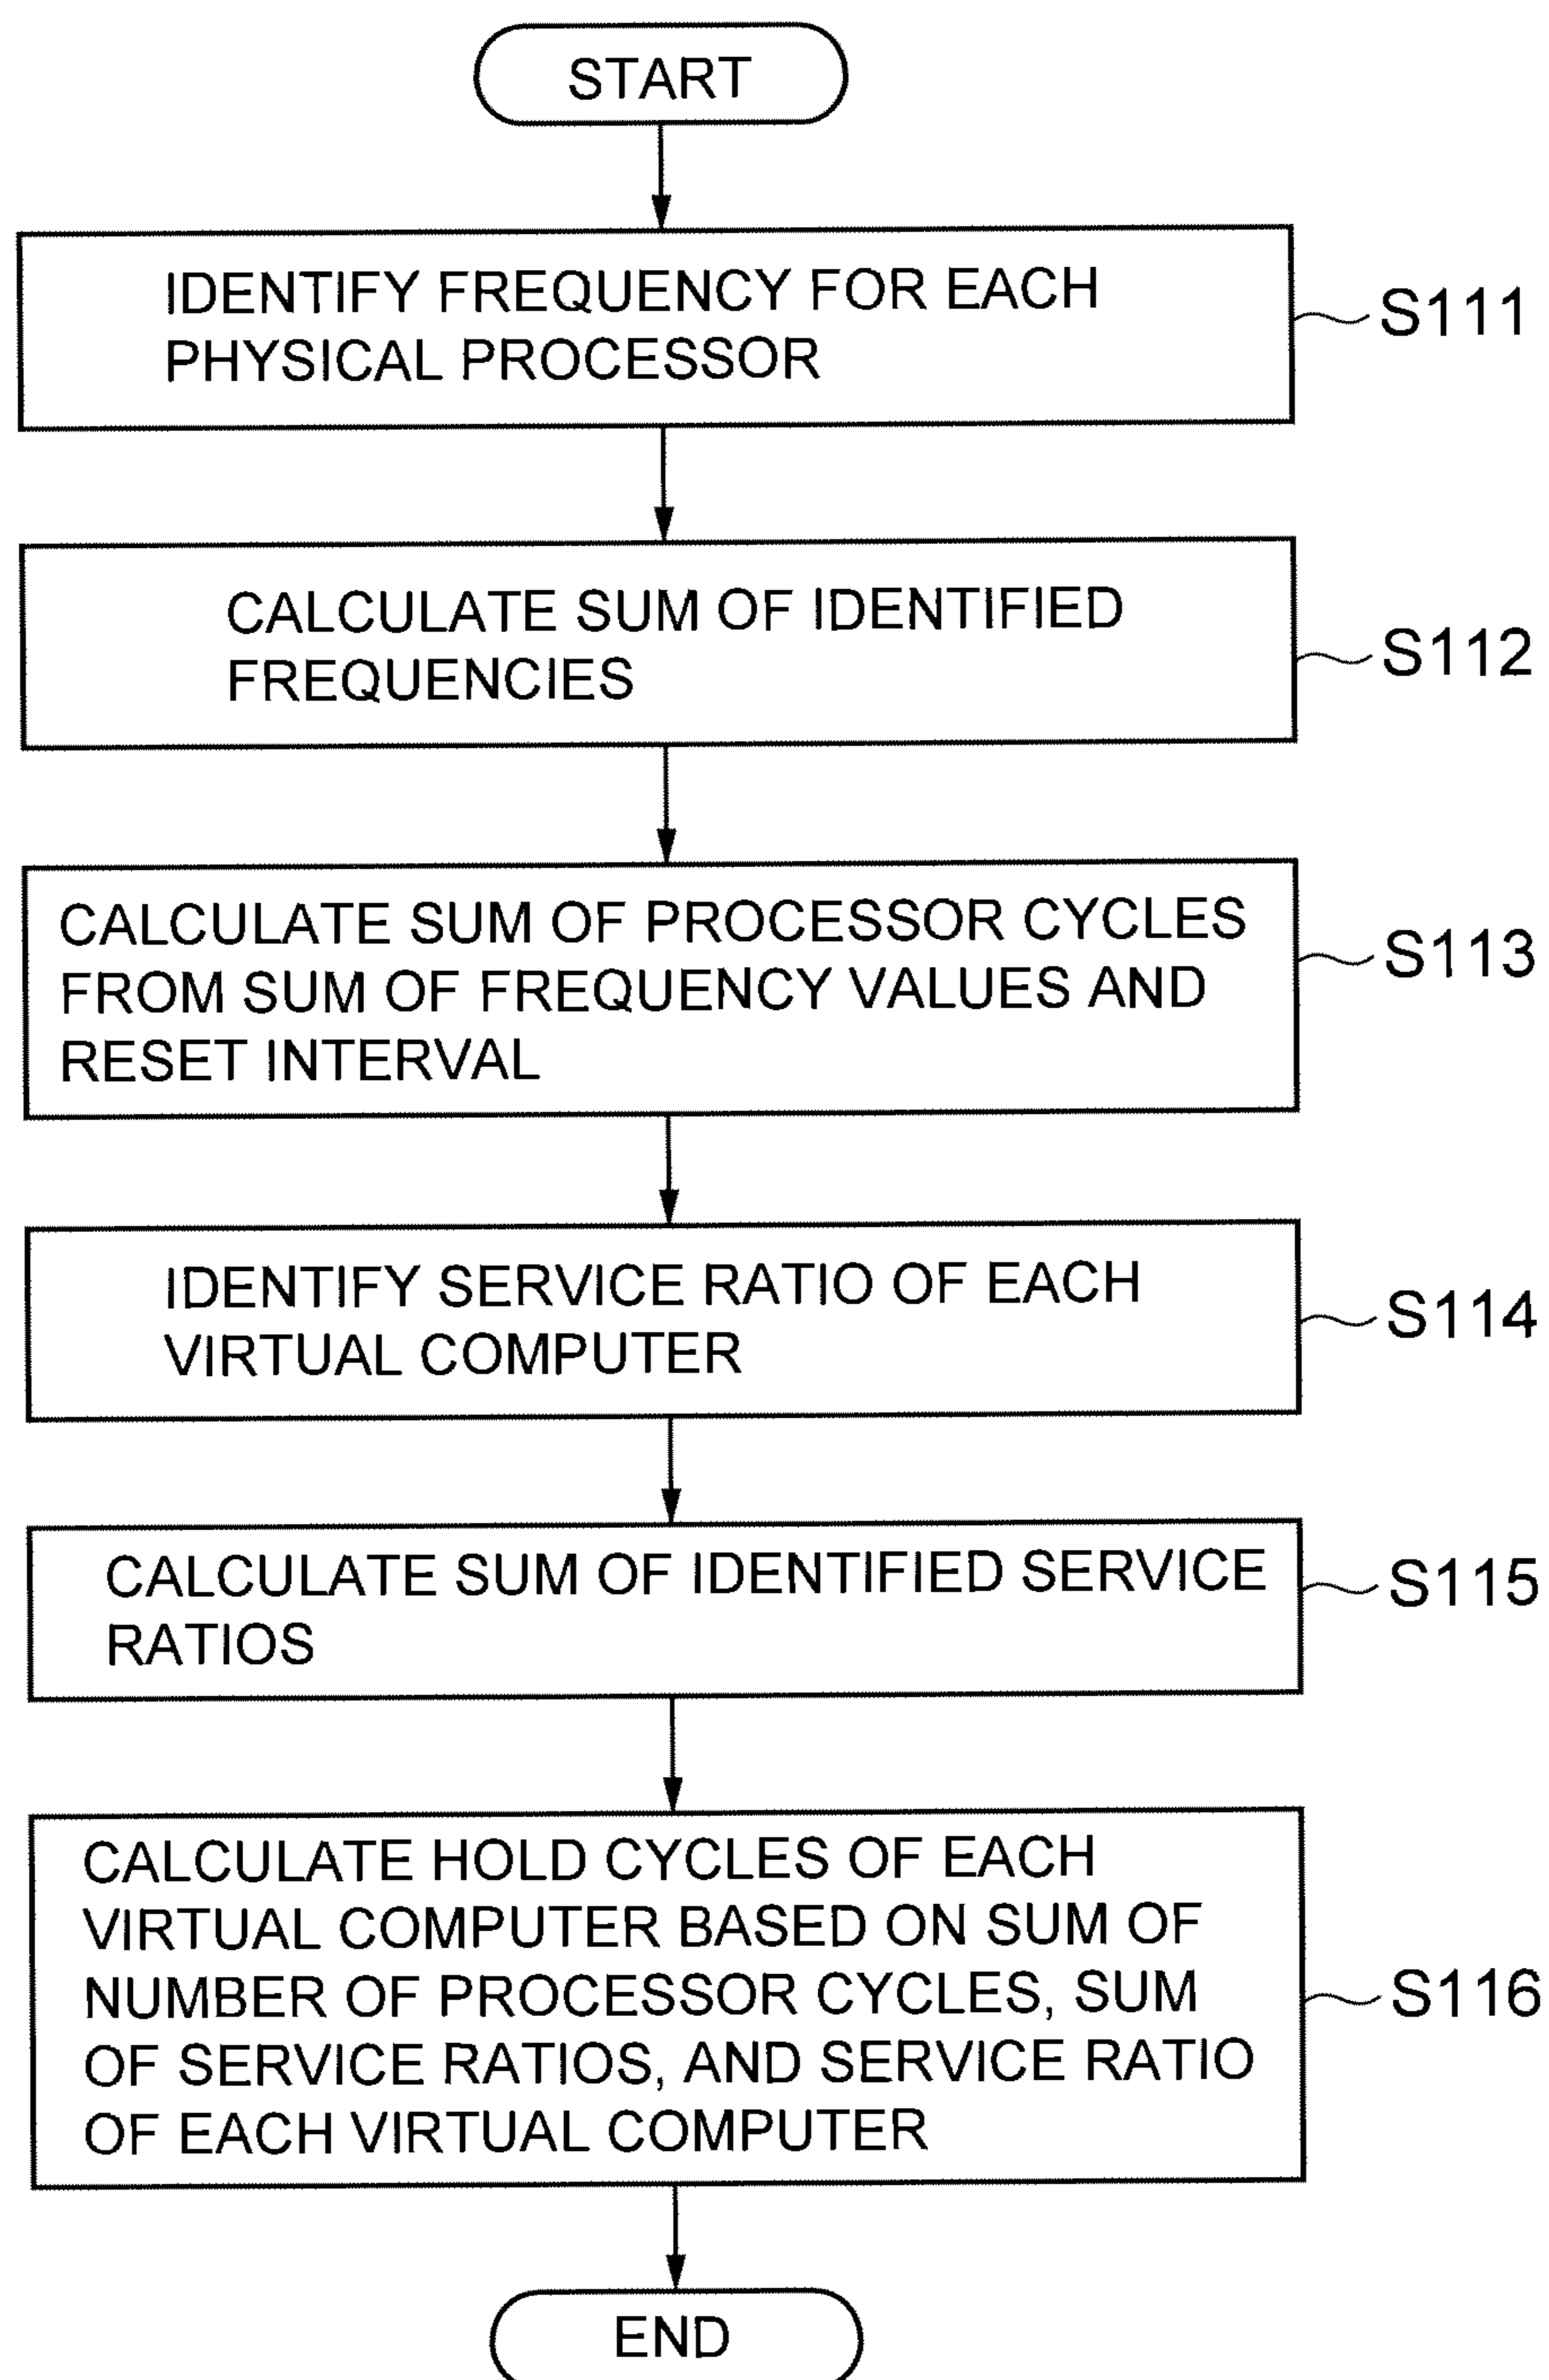 START
IDENTIFY FREQUENCY FOR EACH
PHYSICAL PROCESSOR
S111
CALCULATE SUM OF IDENTIFIED
FREQUENCIES
S112
CALCULATE SUM OF PROCESSOR CYCLES
FROM SUM OF FREQUENCY VALUES AND
RESET INTERVAL
S113
IDENTIFY SERVICE RATIO OF EACH
VIRTUAL COMPUTER
S114
CALCULATE SUM OF IDENTIFIED SERVICE
RATIOS
S115
CALCULATE HOLD CYCLES OF EACH
VIRTUAL COMPUTER BASED ON SUM OF
NUMBER OF PROCESSOR CYCLES, SUM
OF SERVICE RATIOS, AND SERVICE RATIO
OF EACH VIRTUAL COMPUTER
S116
END